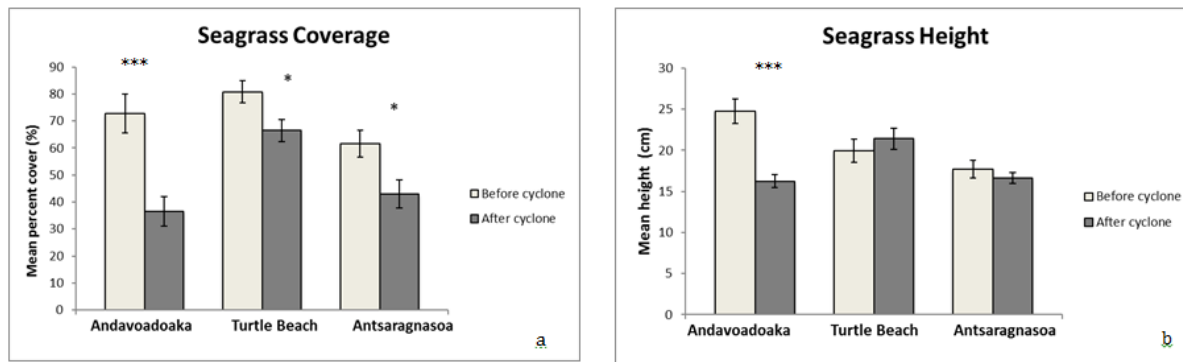 Seagrass Coverage
***
*
*
Mean percent cover (%)
90
80
70
60
50
40
30
20
10
0
Andavoadoaka Turtle Beach Antsaragnasoa
Before cyclone
After cyclone
a
Seagrass Height
***
Mean height (cm)
30
25
20
15
10
5
0
Andavoadoaka Turtle Beach Antsaragnasoa
Before cyclone
After cyclone
b